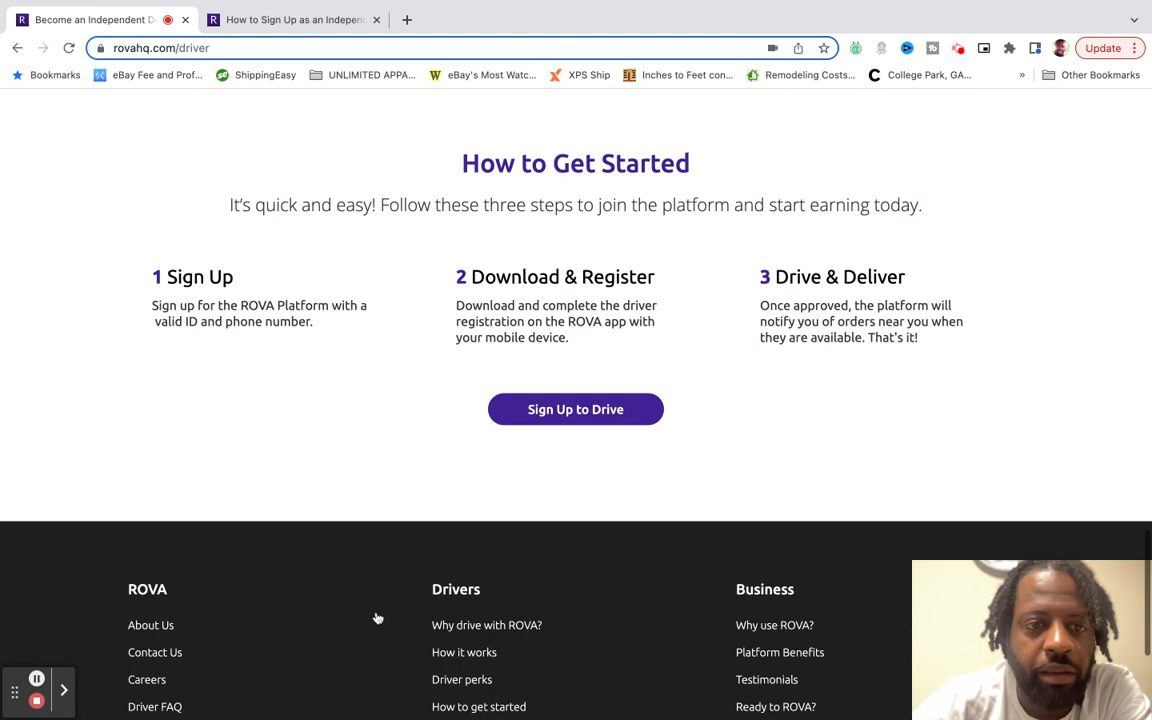 Become an Independent D
How to Sign Up as an Indepen
rovahq.com/driver
Update
Bookmarks
eBay Fee and Prof...
ShippingEasy
UNLIMITED APPA...
eBay's Most Watc...
XPS Ship
Inches to Feet con...
Remodeling Costs...
College Park, GA...
»
Other Bookmarks
How to Get Started
It's quick and easy! Follow these three steps to join the platform and start earning today.
1 Sign Up
Sign up for the ROVA Platform with a
valid ID and phone number.
2 Download & Register
Download and complete the driver
registration on the ROVA app with
your mobile device.
3 Drive & Deliver
Once approved, the platform will
notify you of orders near you when
they are available. That's it!
Sign Up to Drive
ROVA
About Us
Contact Us
Careers
Driver FAQ
Drivers
Why drive with ROVA?
How it works
Driver perks
How to get started
Business
Why use ROVA?
Platform Benefits
Testimonials
Ready to ROVA?